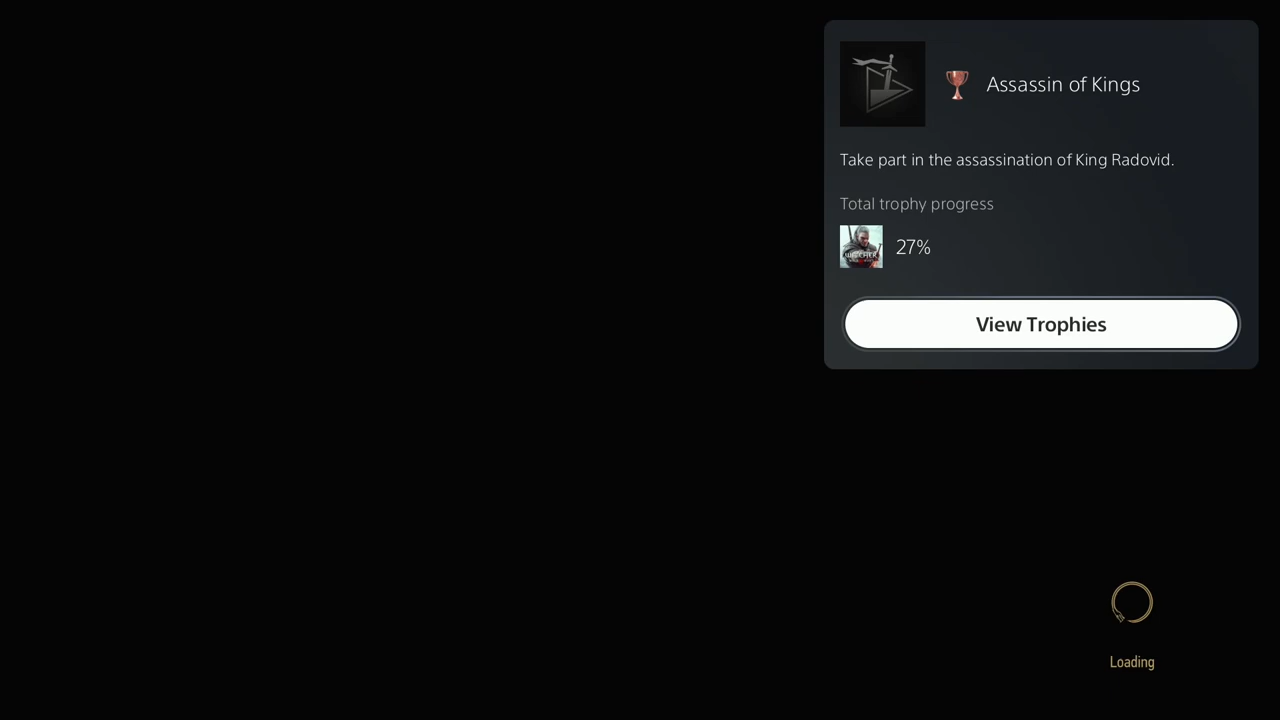 Assassin of Kings
Take part in the assassination of King Radovid.
Total trophy progress
27%
View Trophies
Loading